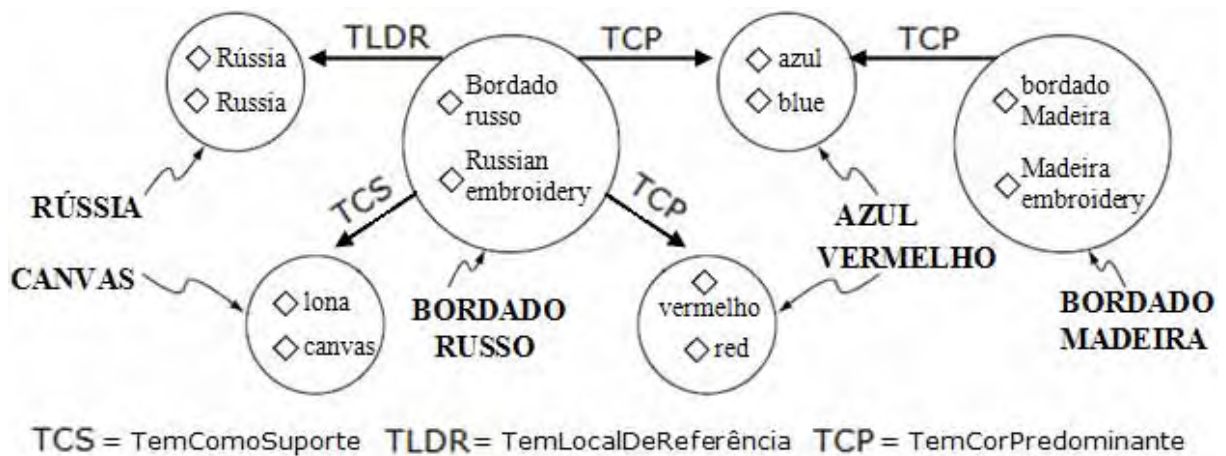 TLDR
TCP
TCP
Rússia
Russia
Bordado
russo
Russian
embroidery
azul
blue
bordado
Madeira
Madeira
embroidery
TCS
TCP
RÚSSIA
AZUL
VERMELHO
CANVAS
lona
canvas
BORDADO
RUSSO
vermelho
red
BORDADO
MADEIRA
TCS = TemComoSuporte TLDR = TemLocalDeReferência TCP = TemCorPredominante